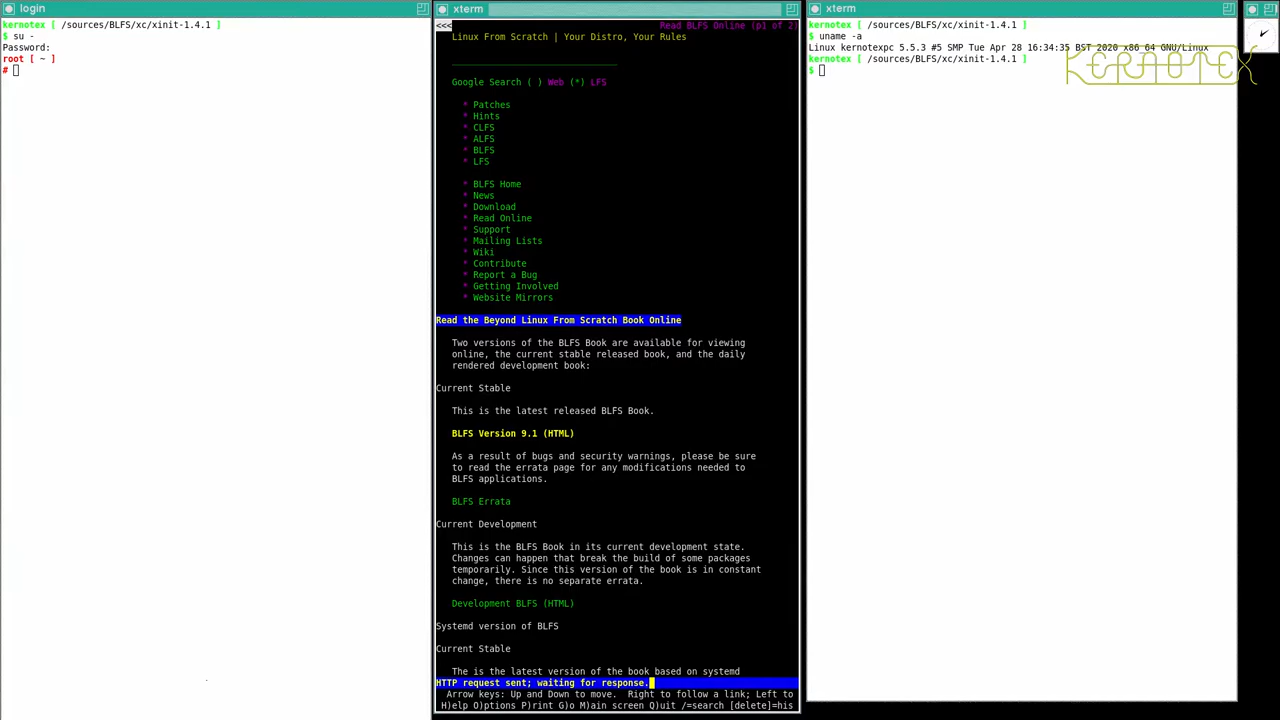 login
kernotex [ /sources/BLFS/xc/xinit-1.4.1 ]
$ su -
Password:
root [ ~ ]
#
xterm
<<< Read BLFS Online (p1 of 2)
Linux From Scratch | Your Distro, Your Rules
Google Search ( ) Web (*) LFS
* Patches
* Hints
* CLFS
* ALFS
* BLFS
* LFS
* BLFS Home
* News
* Download
* Read Online
* Support
* Mailing Lists
* Wiki
* Contribute
* Report a Bug
* Getting Involved
* Website Mirrors
Read the Beyond Linux From Scratch Book Online
Two versions of the BLFS Book are available for viewing
online, the current stable released book, and the daily
rendered development book:
Current Stable
This is the latest released BLFS Book.
BLFS Version 9.1 (HTML)
As a result of bugs and security warnings, please be sure
to read the errata page for any modifications needed to
BLFS applications.
BLFS Errata
Current Development
This is the BLFS Book in its current development state.
Changes can happen that break the build of some packages
temporarily. Since this version of the book is in constant
change, there is no separate errata.
Development BLFS (HTML)
Systemd version of BLFS
Current Stable
The is the latest version of the book based on systemd
HTTP request sent; waiting for response.
Arrow keys: Up and Down to move. Right to follow a link; Left to
H)elp O)ptions P)rint G)o M)ain screen Q)uit /=search [delete]=his
xterm
kernotex [ /sources/BLFS/xc/xinit-1.4.1 ]
$ uname -a
Linux kernotexpc 5.5.3 #5 SMP Tue Apr 28 16:34:35 BST 2020 x86_64 GNU/Linux
kernotex [ /sources/BLFS/xc/xinit-1.4.1 ]
$
KERNOTEX